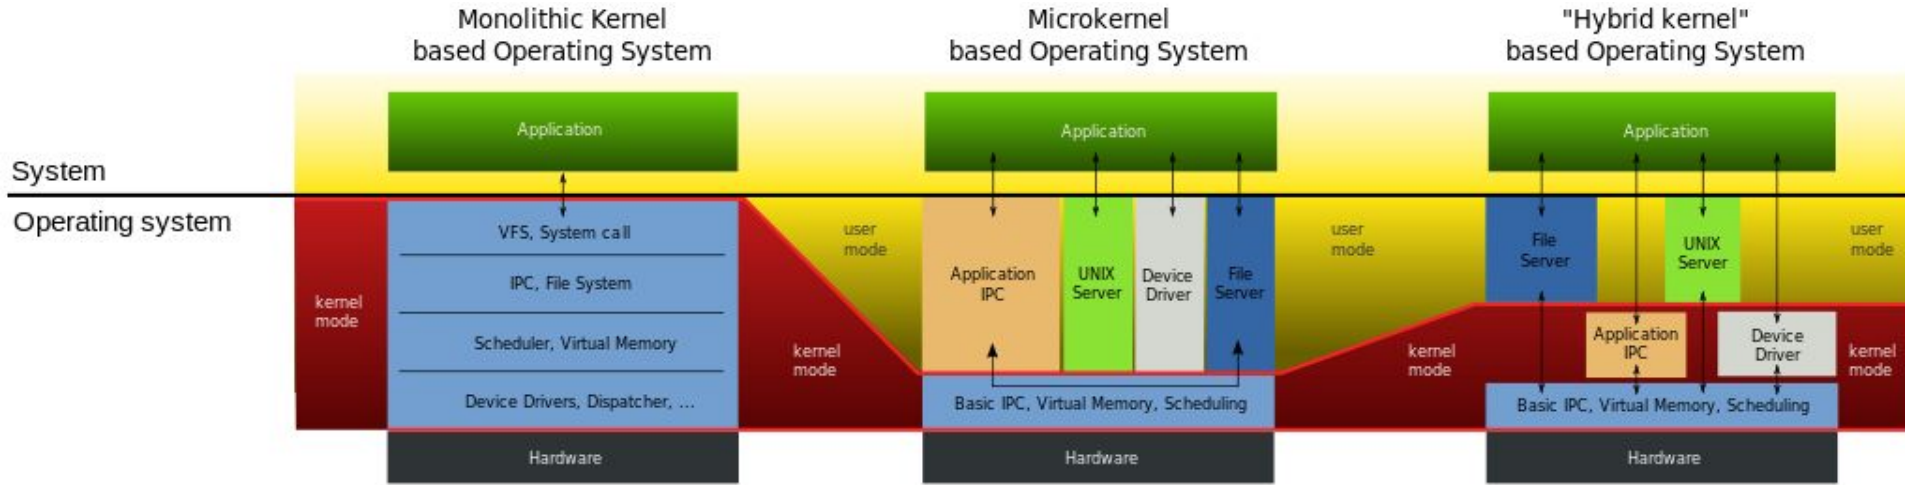 Monolithic Kernel
based Operating System
Microkernel
based Operating System
"Hybrid kernel"
based Operating System
Application
Application
Application
System
Operating system
VFS, System call
IPC, File System
Scheduler, Virtual Memory
Device Drivers, Dispatcher, ...
kernel
mode
user
mode
kernel
mode
Application
IPC
UNIX
Server
Device
Driver
File
Server
Basic IPC, Virtual Memory, Scheduling
user
mode
kernel
mode
File
Server
UNIX
Server
Application
IPC
Device
Driver
user
mode
kernel
mode
Basic IPC, Virtual Memory, Scheduling
Hardware
Hardware
Hardware